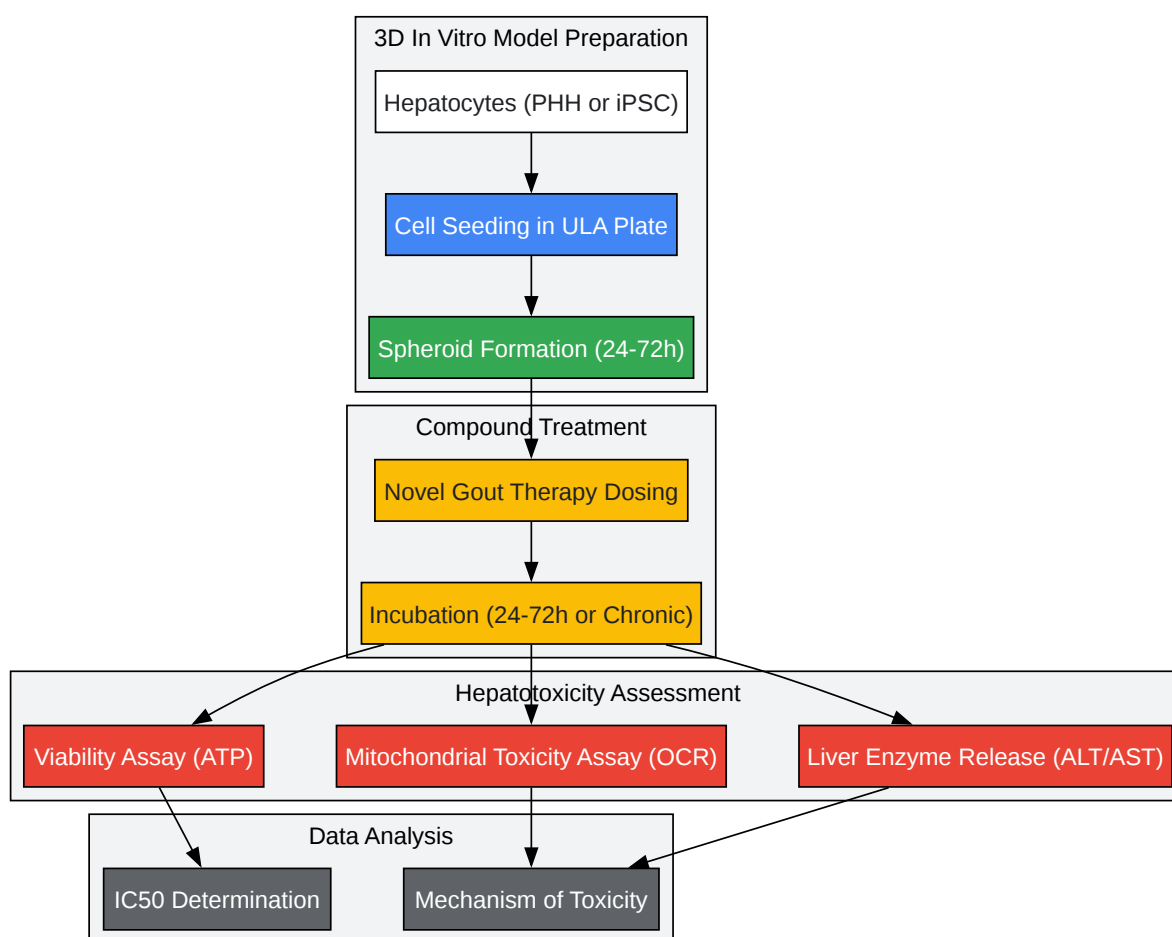 3D In Vitro Model Preparation
Hepatocytes (PHH or iPSC)
Cell Seeding in ULA Plate
Spheroid Formation (24-72h)
Compound Treatment
Novel Gout Therapy Dosing
Incubation (24-72h or Chronic)
Hepatotoxicity Assessment
Viability Assay (ATP)
Mitochondrial Toxicity Assay (OCR)
Liver Enzyme Release (ALT/AST)
Data Analysis
IC50 Determination
Mechanism of Toxicity